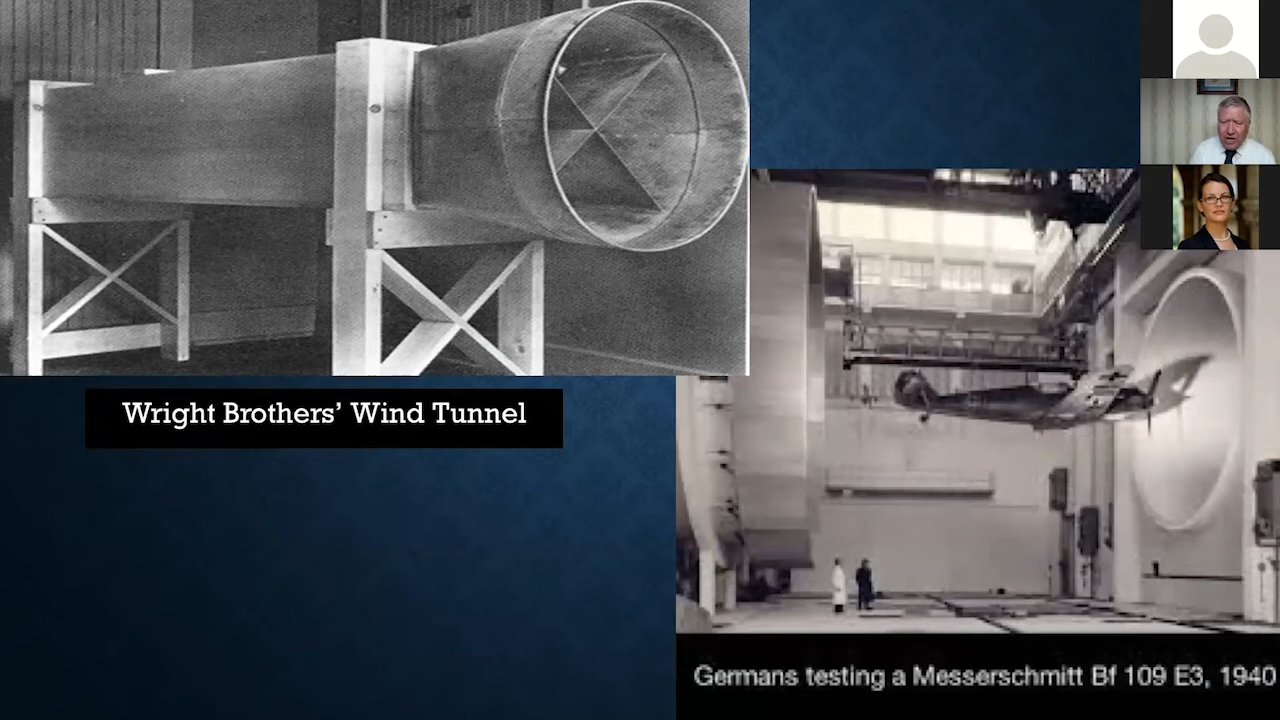 Wright Brothers’ Wind Tunnel
Germans testing a Messerschmitt Bf 109 E3, 1940